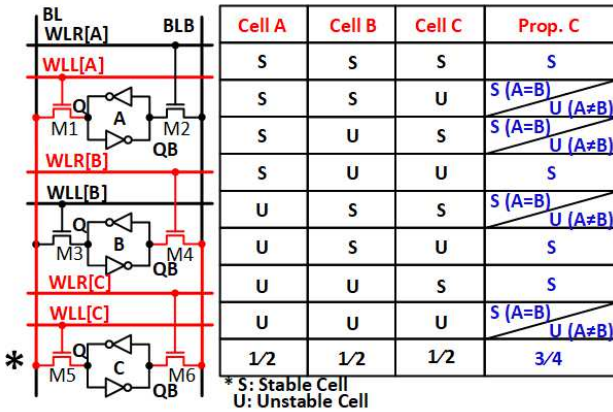 BL
BLB
WLR[A]
WLL[A]
Q
A
M1
M2
QB
WLR[B]
WLL[B]
Q
B
M3
M4
QB
WLR[C]
WLL[C]
Q
C
* M5
M6
QB
Cell A Cell B Cell C Prop. C
S S S S
S S U S (A=B) U (A≠B)
S U S S (A=B) U (A≠B)
S U U S
U S S S (A=B) U (A≠B)
U S U S
U U S S
U U U S (A=B) U (A≠B)
1/2 1/2 1/2 3/4
* S: Stable Cell
U: Unstable Cell